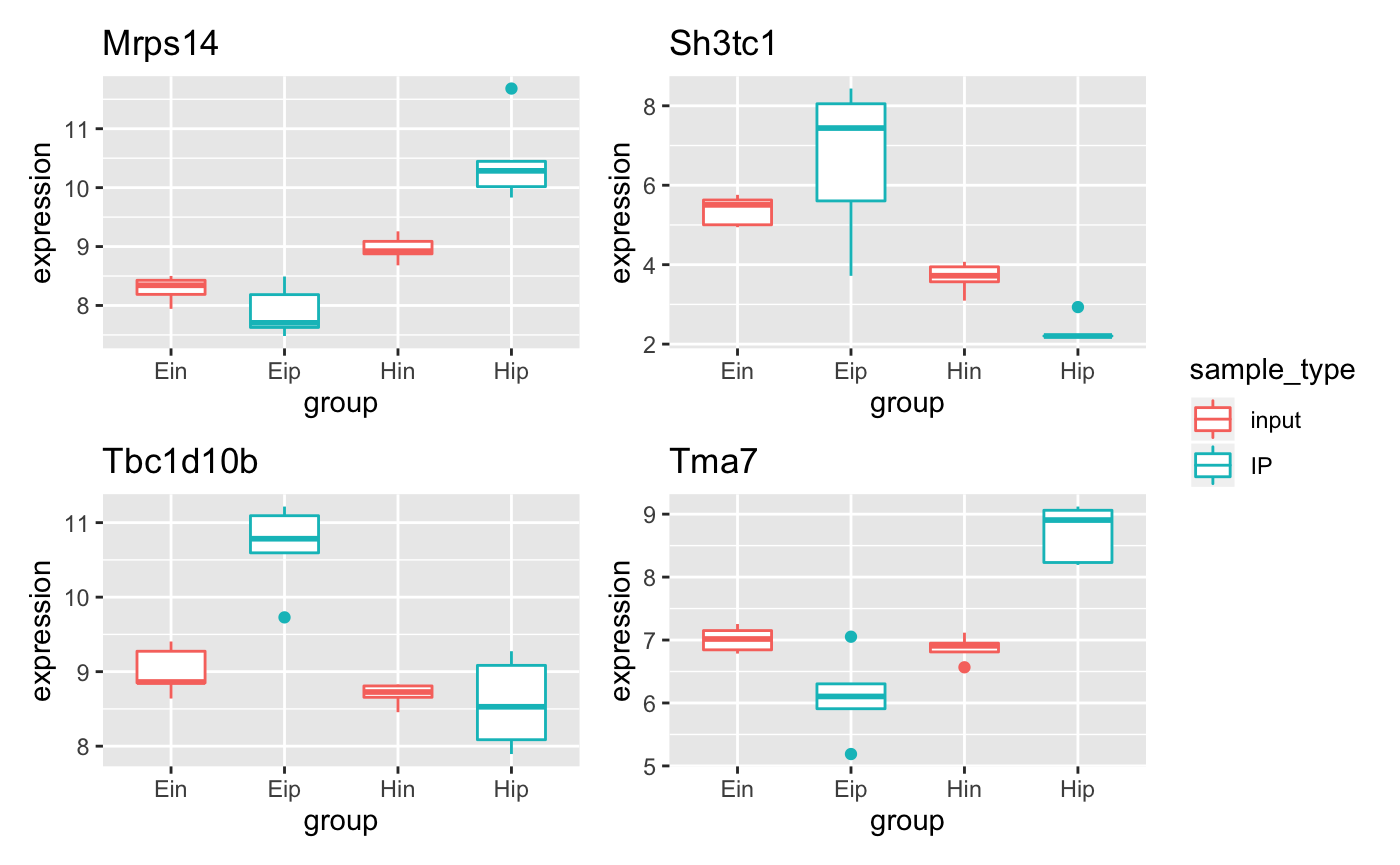 Mrps14
expression
11
10
9
8
Ein Eip Hin Hip
group
Sh3tc1
expression
8
6
4
2
Ein Eip Hin Hip
group
Tbc1d10b
expression
11
10
9
8
Ein Eip Hin Hip
group
Tma7
expression
9
8
7
6
5
Ein Eip Hin Hip
group
sample_type
input
IP